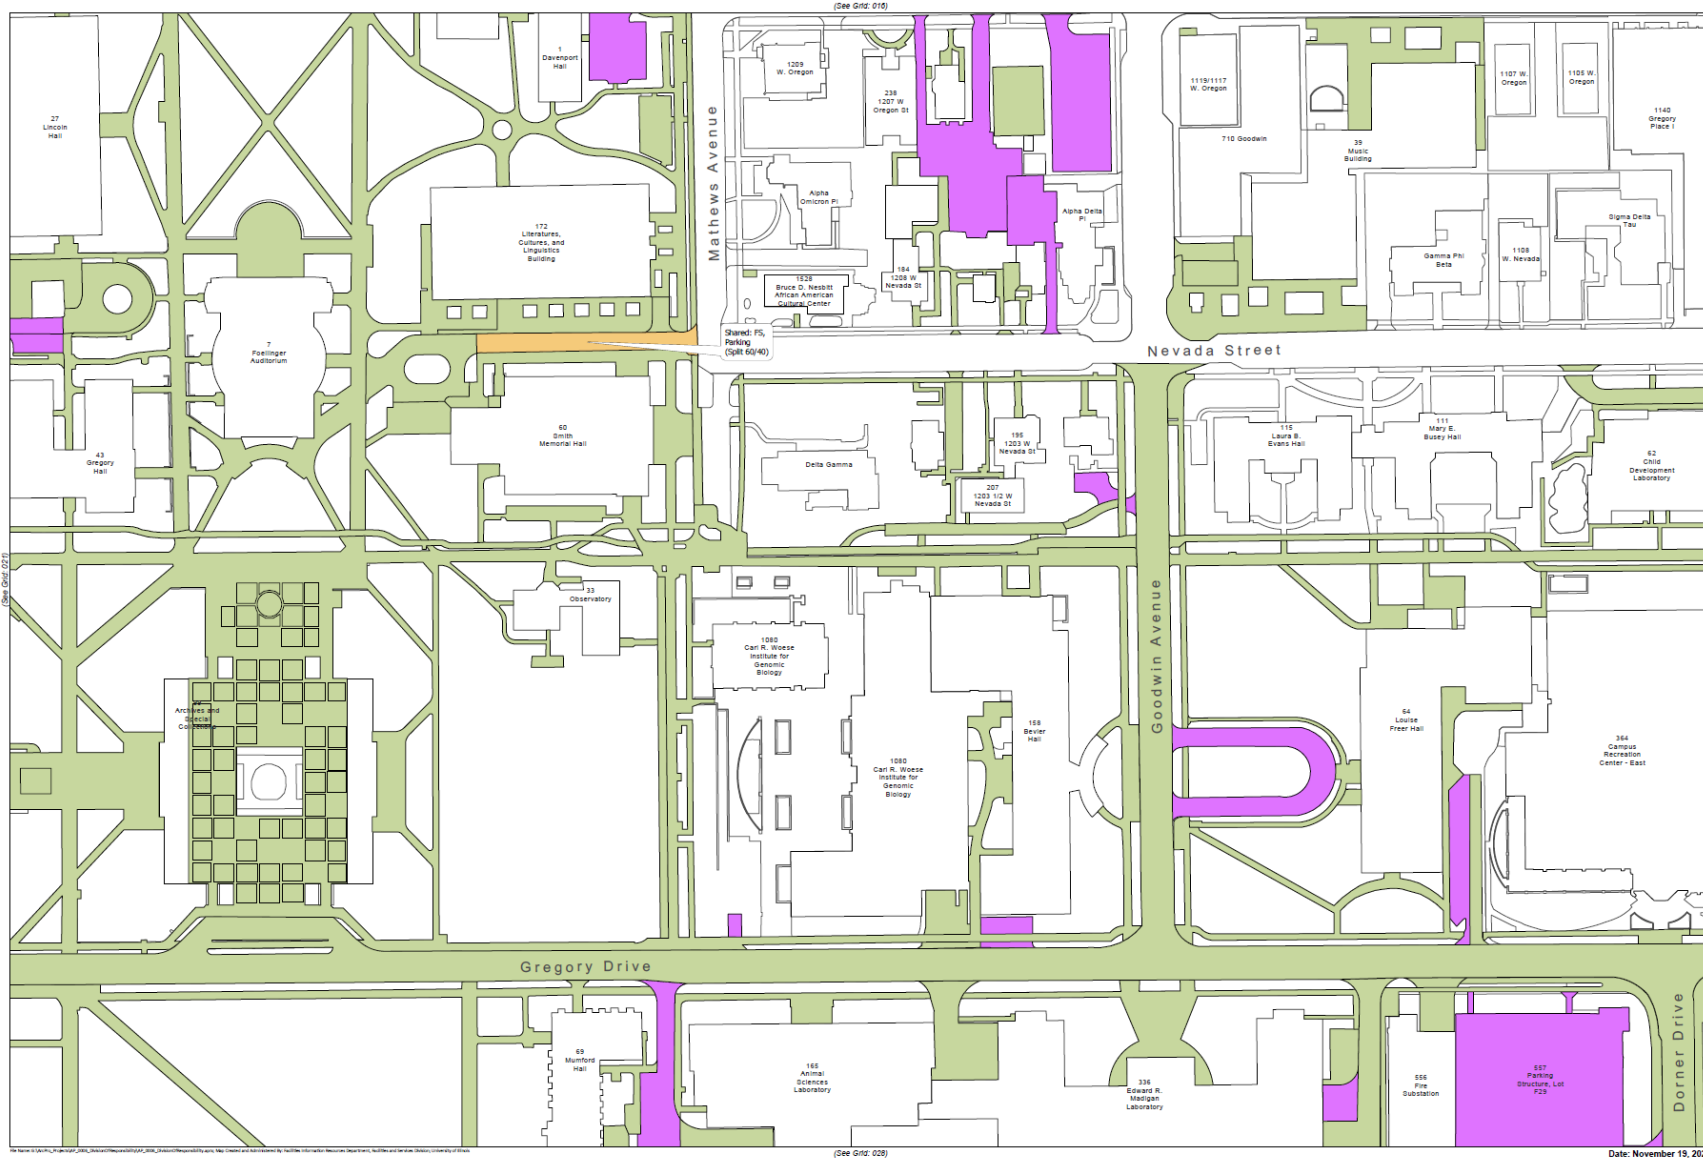 (See Grid: 016)
1
Davenport
Hall
27
Lincoln
Hall
1209
W. Oregon
238
1207 W
Oregon St
1119/1117
W. Oregon
1107 W.
Oregon
1105 W.
Oregon
1140
Gregory
Place I
710 Goodwin
39
Music
Building
Mathews Avenue
Alpha
Omicron Pi
Alpha Delta
Pi
172
Literatures,
Cultures, and
Linguistics
Building
Sigma Delta
Tau
Gamma Phi
Beta
1108
W. Nevada
184
1208 W
Nevada St
1528
Bruce D. Nesbitt
African American
Cultural Center
Shared: FS,
Parking
(Split 60/40)
7
Foellinger
Auditorium
Nevada Street
43
Gregory
Hall
60
Smith
Memorial Hall
Delta Gamma
195
1203 W
Nevada St
207
1203 1/2 W
Nevada St
115
Laura B.
Evans Hall
111
Mary E.
Busey Hall
62
Child
Development
Laboratory
(See Grid: 021)
33
Observatory
1080
Carl R. Woese
Institute for
Genomic
Biology
Goodwin Avenue
Archives and
Special
Collections
158
Bevier
Hall
1080
Carl R. Woese
Institute for
Genomic
Biology
54
Louise
Freer Hall
364
Campus
Recreation
Center - East
Gregory Drive
69
Mumford
Hall
165
Animal
Sciences
Laboratory
336
Edward R.
Madigan
Laboratory
556
Fire
Substation
557
Parking
Structure, Lot
F29
Dorner Drive
(See Grid: 028)
Date: November 19, 202